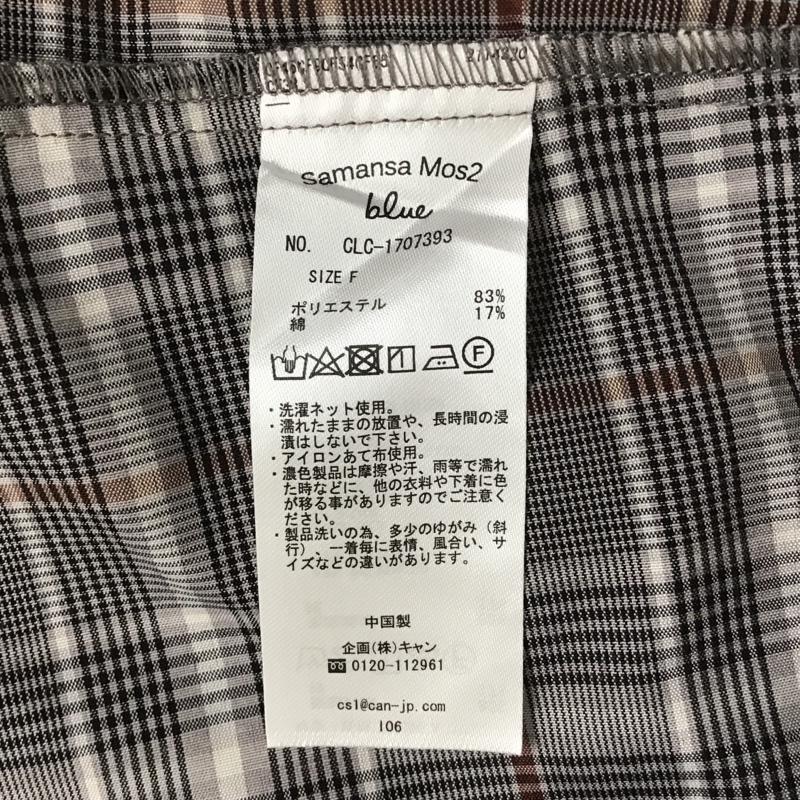 samansa Mos2
blue
NO. CLC-1707393
SIZE F
ポリエステル 83%
綿 17%
F
・洗濯ネット使用。
・濡れたままの放置や、長時間の浸
漬はしないで下さい。
・アイロンあて布使用。
・濃色製品は摩擦や汗、雨等で濡れ
た時などに、他の衣料や下着に色
が移る事がありますのでご注意く
ださい。
・製品洗いの為、多少のゆがみ（斜
行）、一着毎に表情、風合い、サ
イズなどの違いがあります。
中国製
企画(株)キャン
0120-112961
cs1@can-jp.com
106